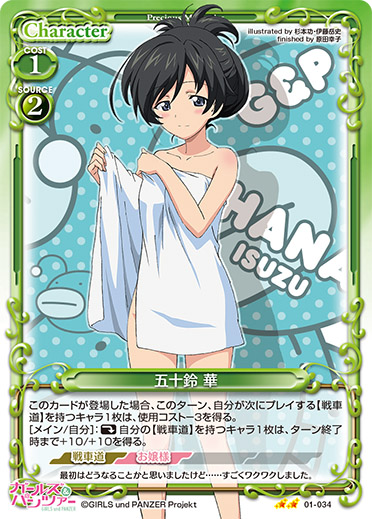 Precious Memories
Character
illustrated by 杉本功・伊藤岳史
finished by 原田幸子
COST
1
SOURCE
2
G&P
HANA
ISUZU
五十鈴 華
このカードが登場した場合、このターン、自分が次にプレイする【戦車
道】を持つキャラ1枚は、使用コスト－3を得る。
[メイン/自分]：自分の【戦車道】を持つキャラ1枚は、ターン終了
時まで+10/+10を得る。
戦車道 お嬢様
最初はどうなることかと思いましたけど……すごくワクワクしました。
ガールズ&パンツァー
GIRLS und PANZER
©GIRLS und PANZER Projekt
01-034